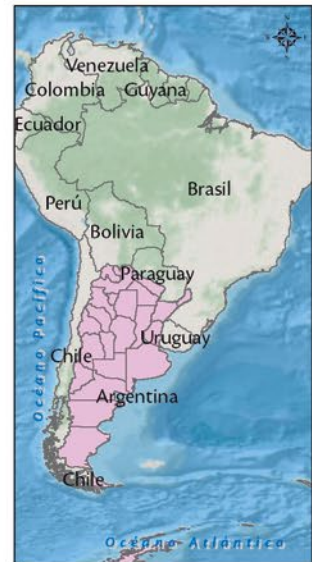 Venezuela
Colombia Guyana
Ecuador
Brasil
Perú
Bolivia
Paraguay
Océano Pacífico
Chile
Uruguay
Argentina
Chile
Océano Atlántico